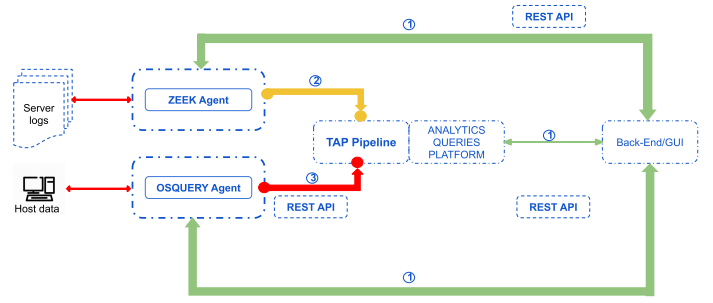 ①
REST API
②
ZEEK Agent
Server
logs
TAP Pipeline
ANALYTICS
QUERIES
PLATFORM
①
Back-End/GUI
③
OSQUERY Agent
Host data
REST API
REST API
①